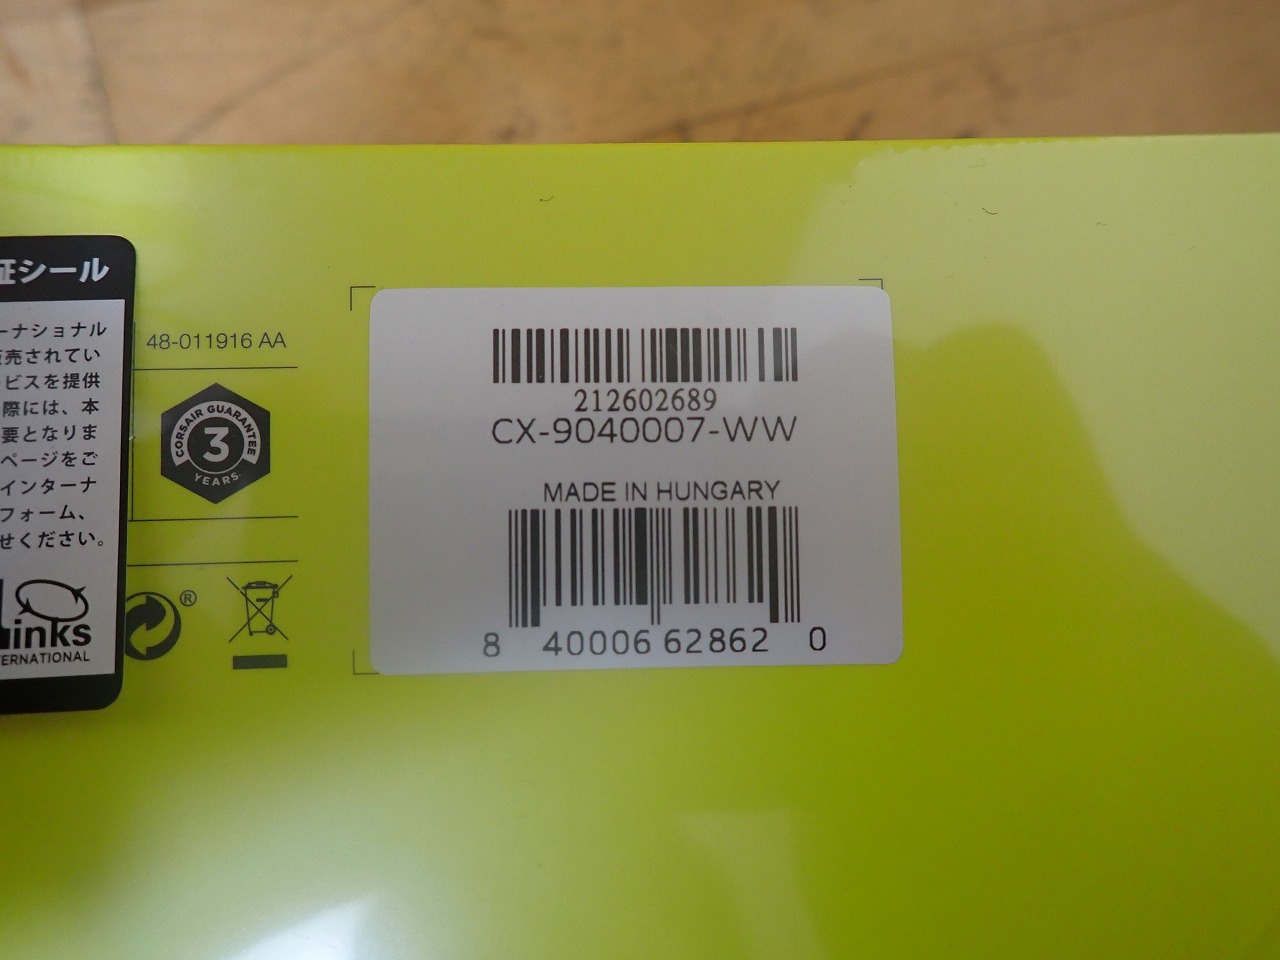 証シール
ーナショナル
売されてい
ービスを提供
際には、本
要となりま
ページをご
インターナ
フォーム、
せください。
links
TERNATIONAL
48-011916 AA
CORSAIR GUARANTEE
3
YEARS
®
212602689
CX-9040007-WW
MADE IN HUNGARY
8 40006 62862 0